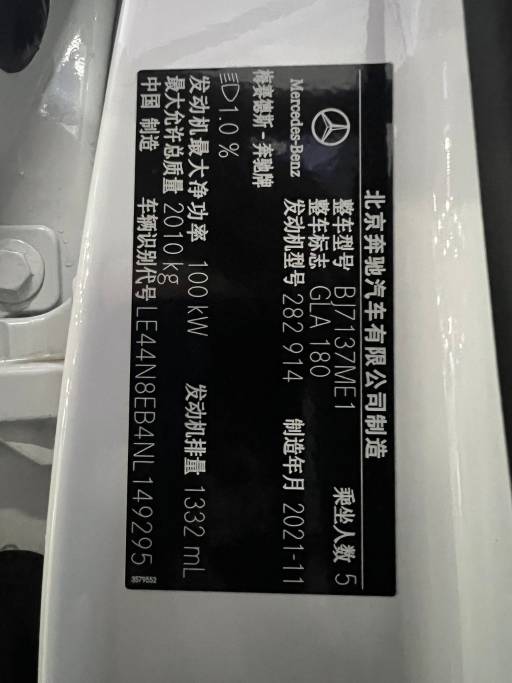 北京奔驰汽车有限公司制造
整车型号 BJ7137ME1 乘坐人数 5
整车标志 GLA 180
Mercedes-Benz 发动机型号 282 914 制造年月 2021-11
梅赛德斯-奔驰牌
1.0 %
发动机最大净功率 100 kW 发动机排量 1332 mL
最大允许总质量 2010 kg
中国 制造 车辆识别代号 LE44N8EB4NL149295
3579552